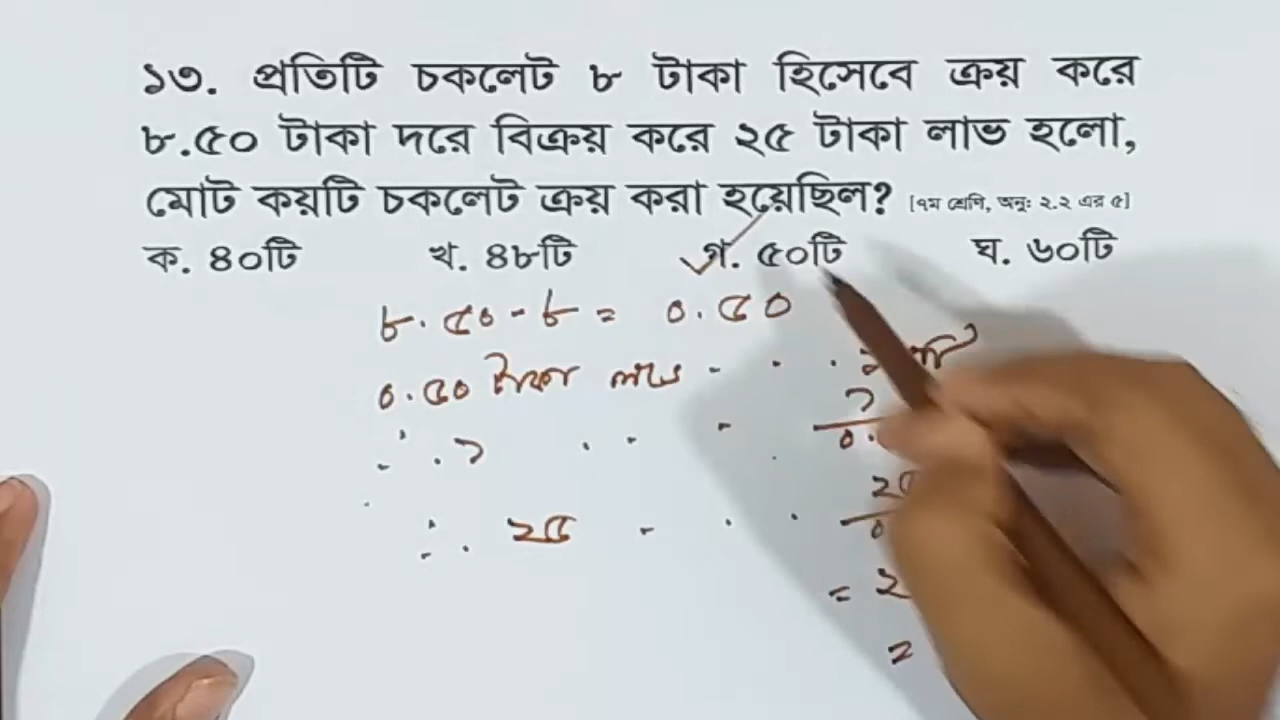 ১৩. প্রতিটি চকলেট ৮ টাকা হিসেবে ক্রয় করে
৮.৫০ টাকা দরে বিক্রয় করে ২৫ টাকা লাভ হলো,
মোট কয়টি চকলেট ক্রয় করা হয়েছিল? [৭ম শ্রেণি, অনু: ২.২ এর ৫]
ক. ৪০টি খ. ৪৮টি গ. ৫০টি ঘ. ৬০টি
৮.৫০-৮ = ০.৫০
০.৫০ টাকা লাভে
∴ ১
∴ ২৫